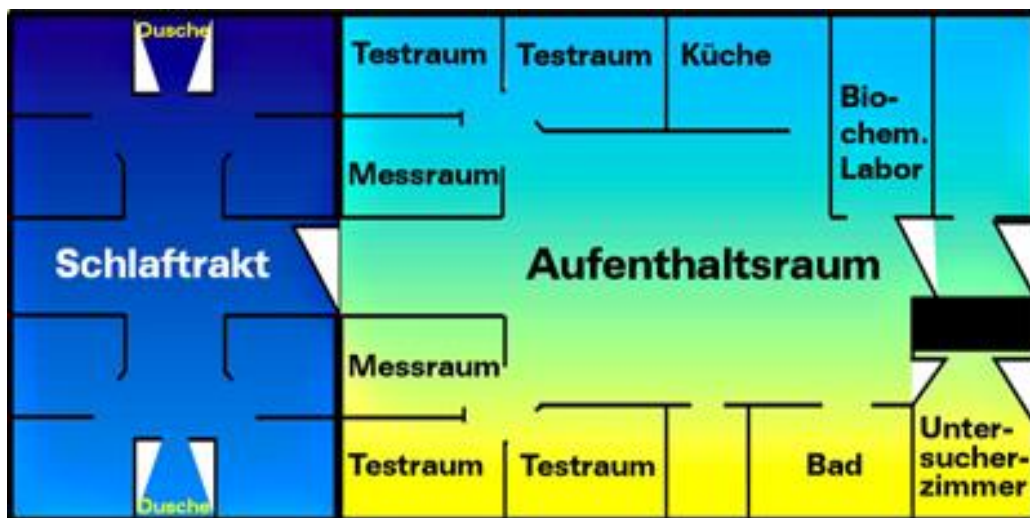 Dusche
Testraum
Testraum
Küche
Bio-
chem.
Labor
Messraum
Schlaftrakt
Aufenthaltsraum
Messraum
Testraum
Testraum
Bad
Unter-
sucher-
zimmer
Dusche